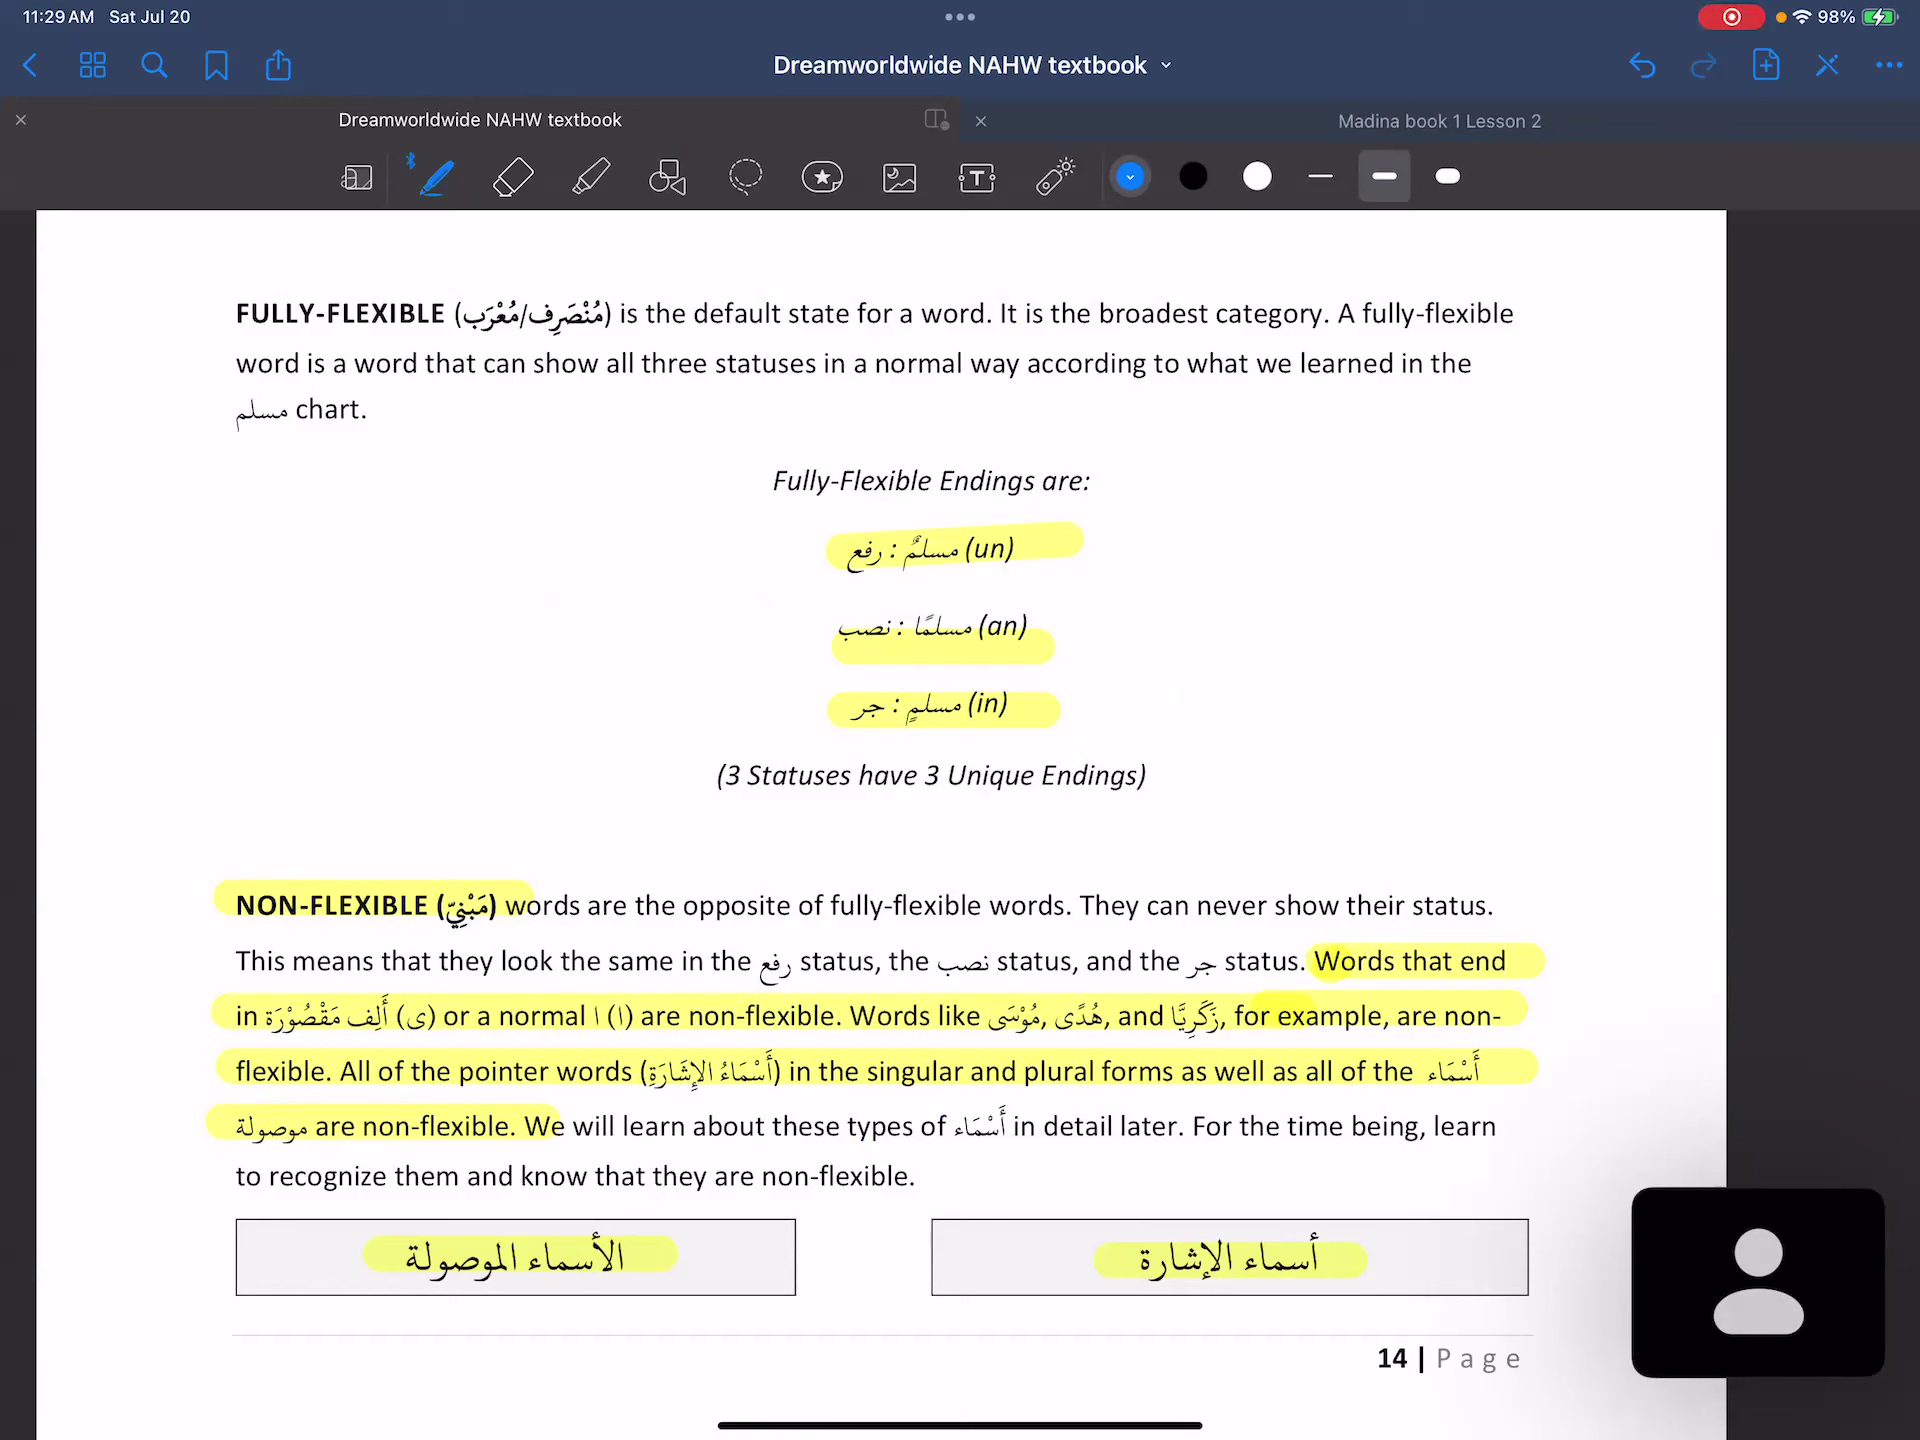 11:29 AM Sat Jul 20
98%
Dreamworldwide NAHW textbook
Dreamworldwide NAHW textbook
Madina book 1 Lesson 2
FULLY-FLEXIBLE (مُنْصَرِف/مُعْرَب) is the default state for a word. It is the broadest category. A fully-flexible
word is a word that can show all three statuses in a normal way according to what we learned in the
مسلم chart.
Fully-Flexible Endings are:
(un) مسلمٌ : رفع
(an) مسلمًا : نصب
(in) مسلمٍ : جر
(3 Statuses have 3 Unique Endings)
NON-FLEXIBLE (مَبْنِيّ) words are the opposite of fully-flexible words. They can never show their status.
This means that they look the same in the رفع status, the نصب status, and the جر status. Words that end
in أَلِف مَقْصُوْرَة (ى) or a normal ا (ا) are non-flexible. Words like مُوْسَى, هُدًى, and زَكَرِيَّا, for example, are non-
flexible. All of the pointer words (أَسْمَاءُ الإِشَارَةِ) in the singular and plural forms as well as all of the أَسْمَاء
موصولة are non-flexible. We will learn about these types of أَسْمَاء in detail later. For the time being, learn
to recognize them and know that they are non-flexible.
الأسماء الموصولة
أسماء الإشارة
14 | Page